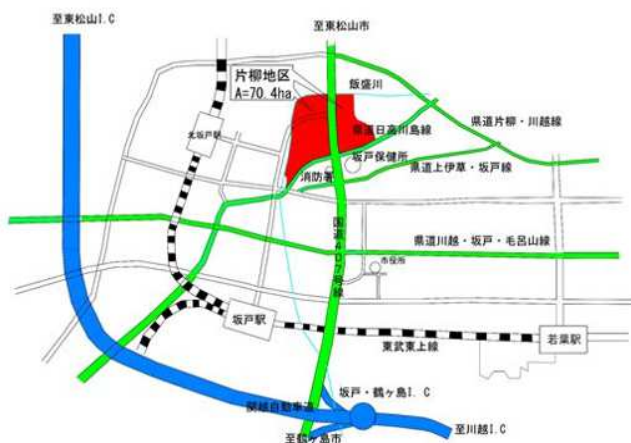 至東松山I.C
至東松山市
片柳地区
A=70.4ha
飯盛川
県道片柳・川越線
北坂戸駅
県道日高川島線
坂戸保健所
県道上伊草・坂戸線
消防署
国道407号線
県道川越・坂戸・毛呂山線
市役所
坂戸駅
東武東上線
若葉駅
坂戸・鶴ヶ島I.C
関越自動車道
至鶴ヶ島市
至川越I.C